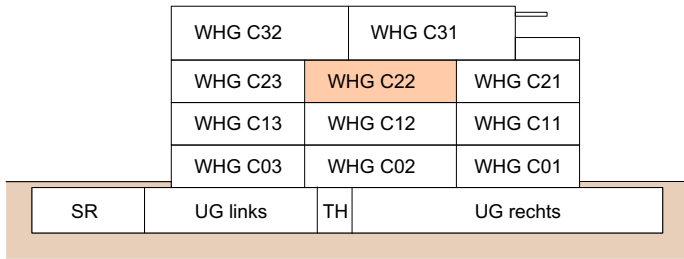 WHG C32 WHG C31
WHG C23 WHG C22 WHG C21
WHG C13 WHG C12 WHG C11
WHG C03 WHG C02 WHG C01
SR UG links TH UG rechts